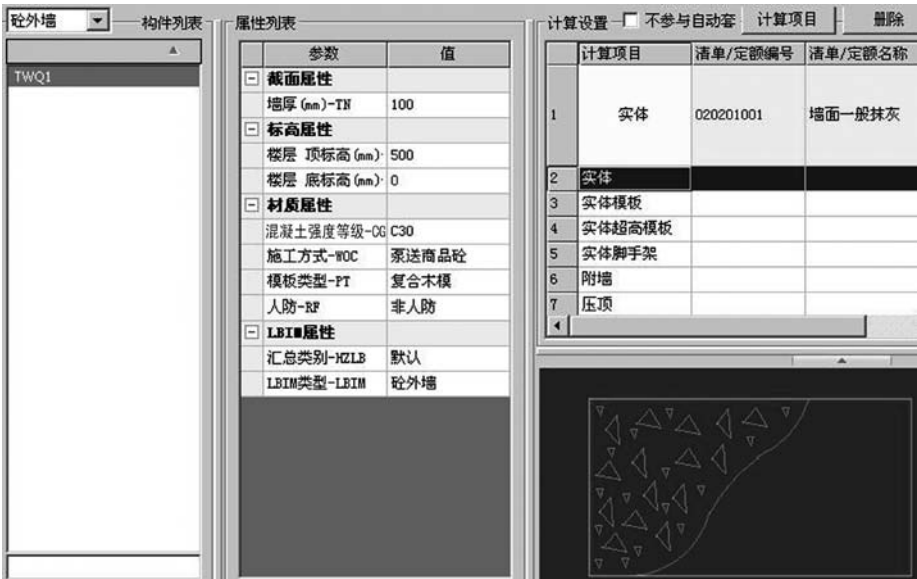 砼外墙 构件列表
TWQ1
属性列表
参数 值
截面属性
墙厚(mm)-TN 100
标高属性
楼层 顶标高(mm)- 500
楼层 底标高(mm)- 0
材质属性
混凝土强度等级-CG C30
施工方式-WOC 泵送商品砼
模板类型-PT 复合木模
人防-RF 非人防
LBIM属性
汇总类别-HZLB 默认
LBIM类型-LBIM 砼外墙
计算设置 不参与自动套 计算项目 删除
计算项目 清单/定额编号 清单/定额名称
1 实体 020201001 墙面一般抹灰
2 实体
3 实体模板
4 实体超高模板
5 实体脚手架
6 附墙
7 压顶